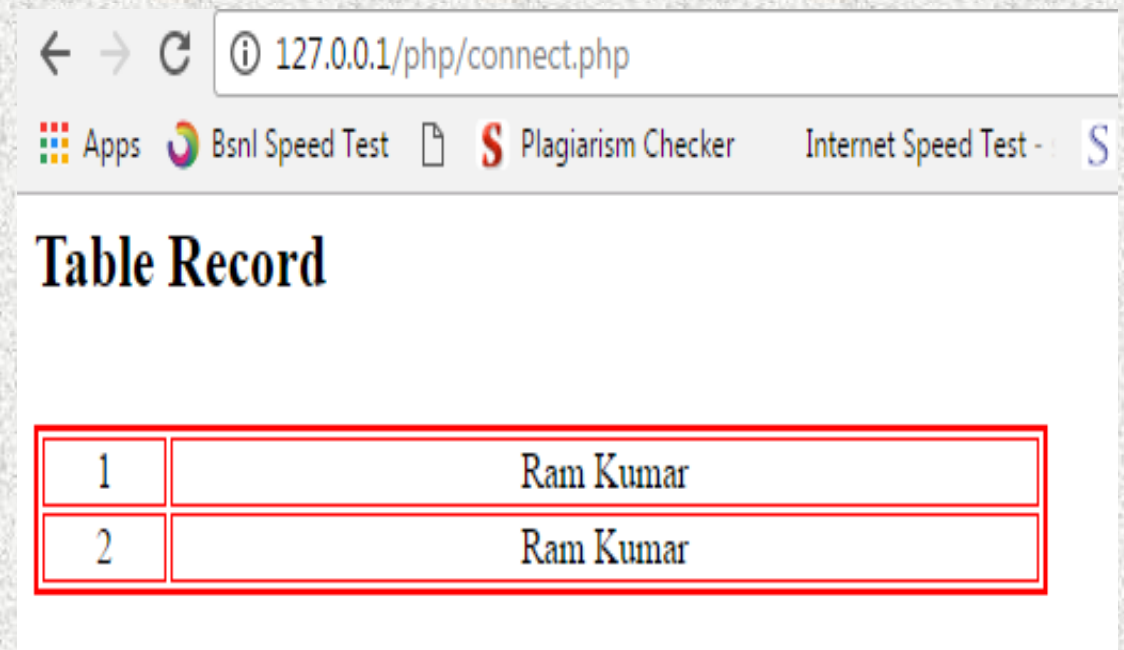 127.0.0.1/php/connect.php
Apps Bsnl Speed Test S Plagiarism Checker Internet Speed Test - S
Table Record
1 Ram Kumar
2 Ram Kumar